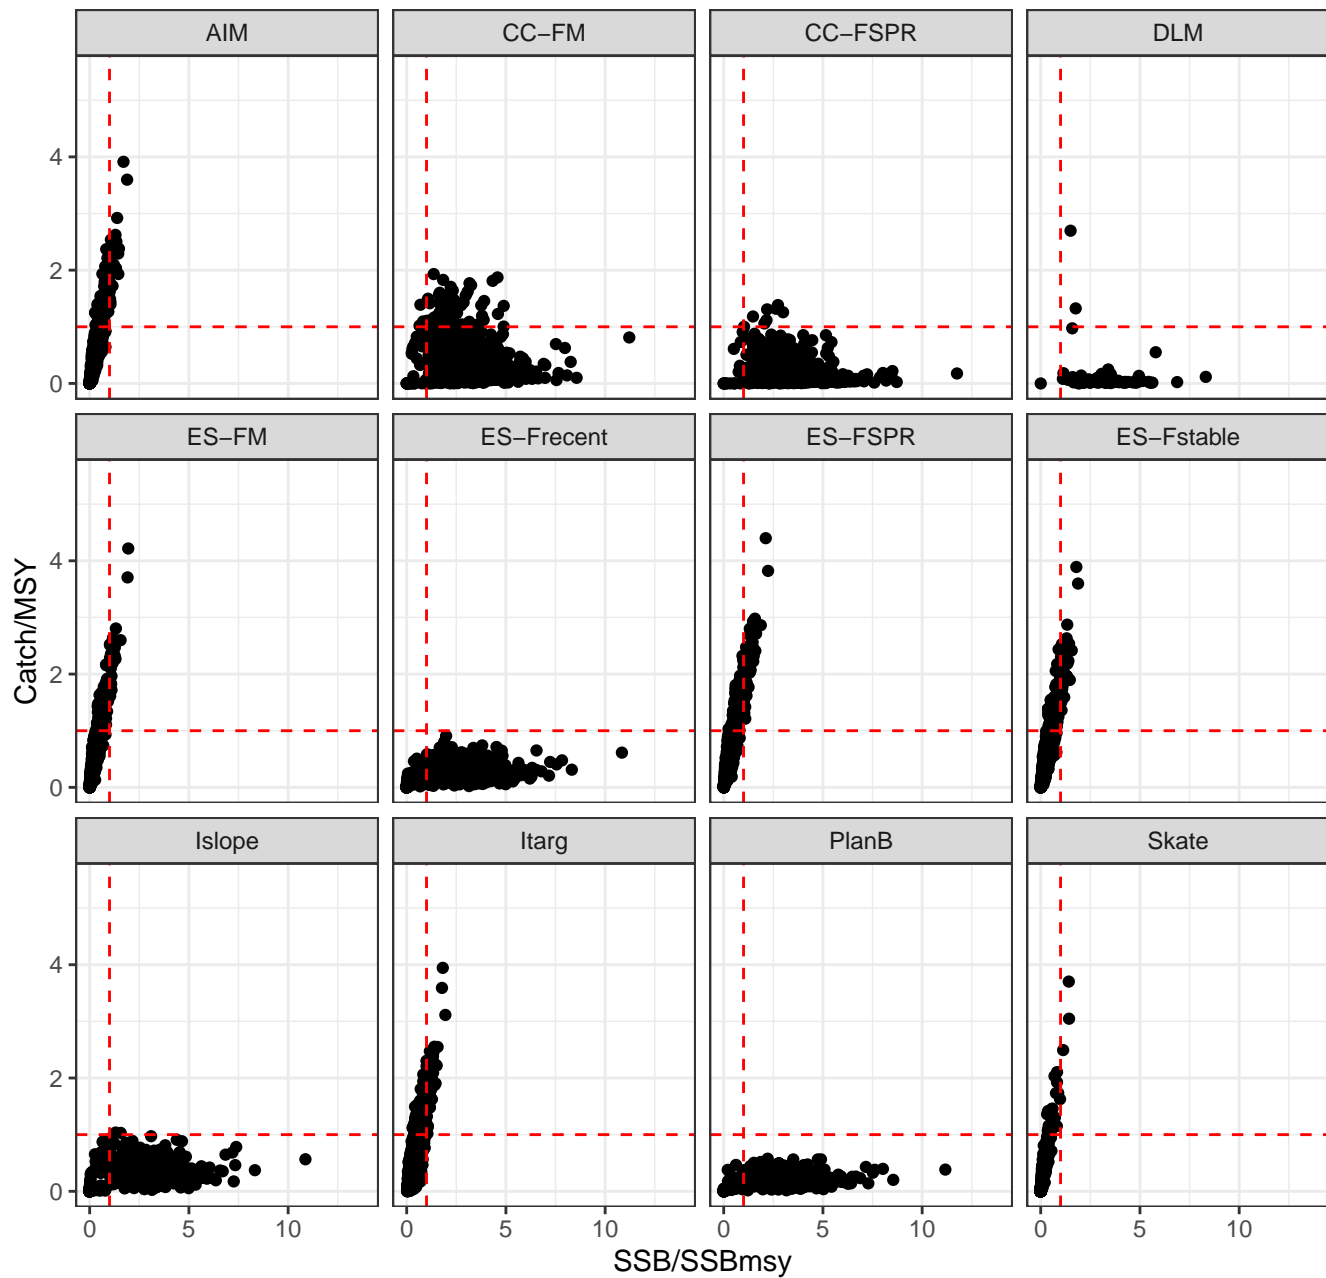 AIM CC−FM CC−FSPR DLM
4
2
0
ES−FM ES−Frecent ES−FSPR ES−Fstable
4
2
0
Catch/MSY
Islope Itarg PlanB Skate
4
2
0
0 5 10 0 5 10 0 5 10 0 5 10
SSB/SSBmsy